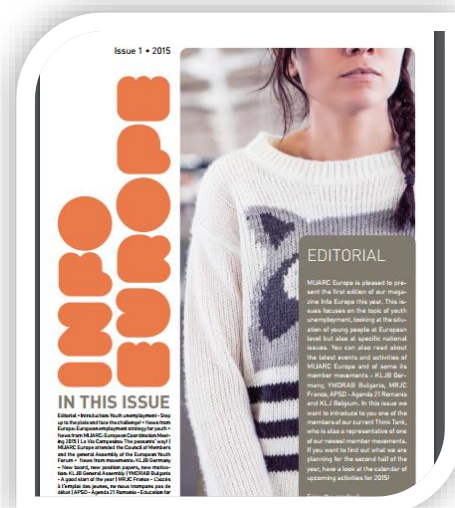 Issue 1 • 2015
INFO
EUROPE
IN THIS ISSUE
Editorial • Introduction: Youth unemployment - Step
up to the plate and face the challenge! • News from
Europe: European employment strategy for youth •
News from MIJARC: European Coordination Meet-
ing 2015 | La Via Campesina: The peasants' way! |
MIJARC Europe attended the Council of Members
and the general Assembly of the European Youth
Forum • News from movements: KLJB Germany
- New board, new position papers, new motiva-
tion: KLJB General Assembly | YMDRAB Bulgaria
- A good start of the year | MRJC France - L'accès
à l'emploi des jeunes, ne nous trompons pas de
débat | APSD - Agenda 21 Romania - Education for
EDITORIAL
MIJARC Europe is pleased to pre-
sent the first edition of our maga-
zine Info Europe this year. This is-
sues focuses on the topic of youth
unemployment, looking at the situ-
ation of young people at European
level but also at specific national
issues. You can also read about
the latest events and activities of
MIJARC Europe and of some its
member movements - KLJB Ger-
many, YMDRAB Bulgaria, MRJC
France, APSD - Agenda 21 Romania
and KLJ Belgium. In this issue we
want to introduce to you one of the
members of our current Think Tank,
who is also a representative of one
of our newest member movements.
If you want to find out what we are
planning for the second half of the
year, have a look at the calendar of
upcoming activities for 2015!